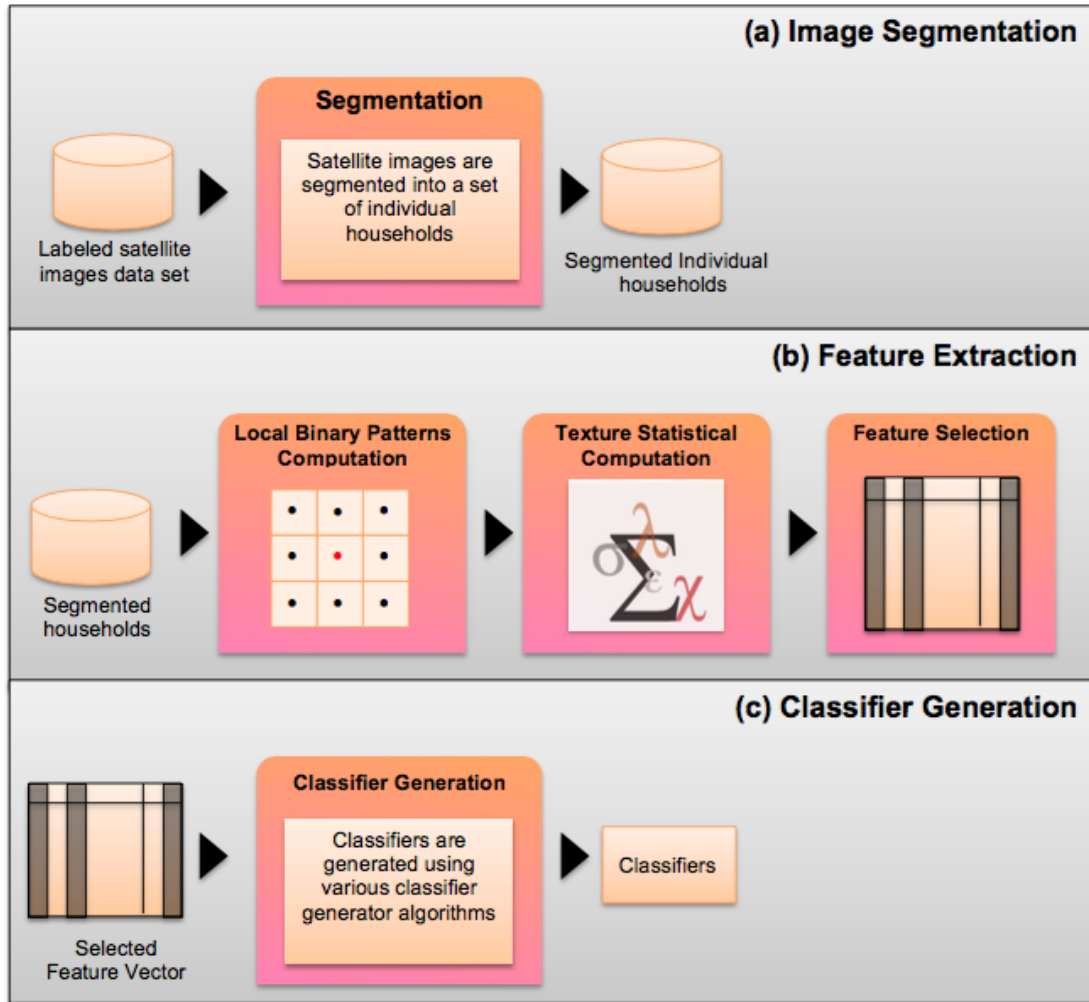 (a) Image Segmentation
Segmentation
Satellite images are
segmented into a set
of individual
households
Labeled satellite
images data set
Segmented Individual
households
(b) Feature Extraction
Local Binary Patterns
Computation
Texture Statistical
Computation
Feature Selection
σ
λ
Σ
ε
χ
Segmented
households
(c) Classifier Generation
Classifier Generation
Classifiers are
generated using
various classifier
generator algorithms
Classifiers
Selected
Feature Vector